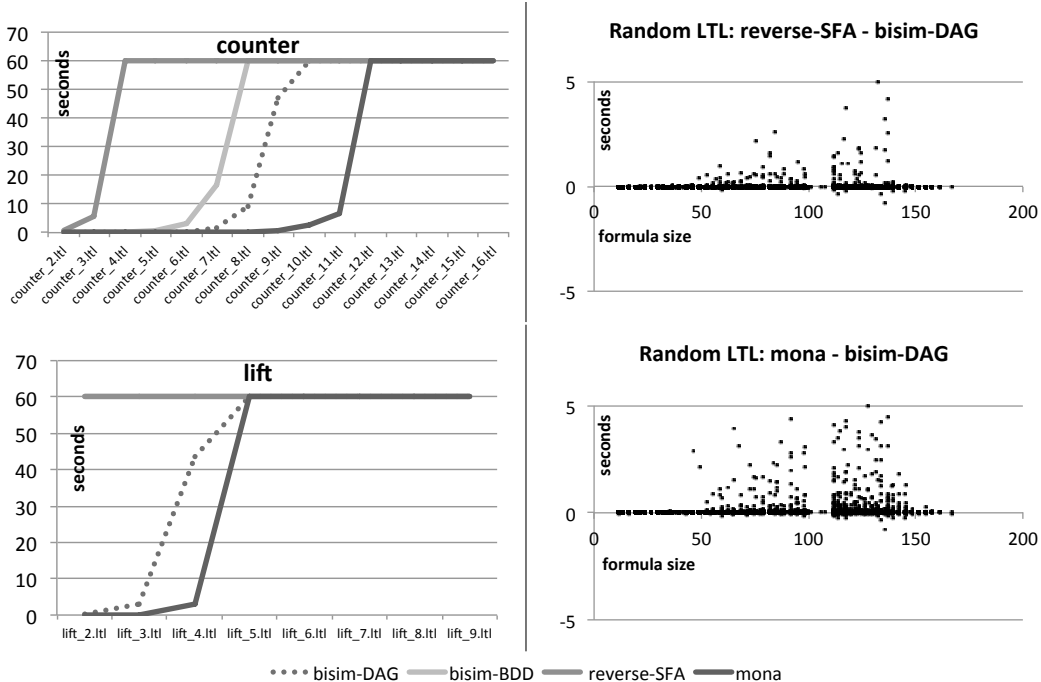 counter
70
60
50
40
30
20
10
0
seconds
counter_2.ltl
counter_3.ltl
counter_4.ltl
counter_5.ltl
counter_6.ltl
counter_7.ltl
counter_8.ltl
counter_9.ltl
counter_10.ltl
counter_11.ltl
counter_12.ltl
counter_13.ltl
counter_14.ltl
counter_15.ltl
counter_16.ltl
Random LTL: reverse-SFA - bisim-DAG
5
0
-5
seconds
0 50 100 150 200
formula size
lift
70
60
50
40
30
20
10
0
seconds
lift_2.ltl lift_3.ltl lift_4.ltl lift_5.ltl lift_6.ltl lift_7.ltl lift_8.ltl lift_9.ltl
Random LTL: mona - bisim-DAG
5
0
-5
seconds
0 50 100 150 200
formula size
bisim-DAG bisim-BDD reverse-SFA mona